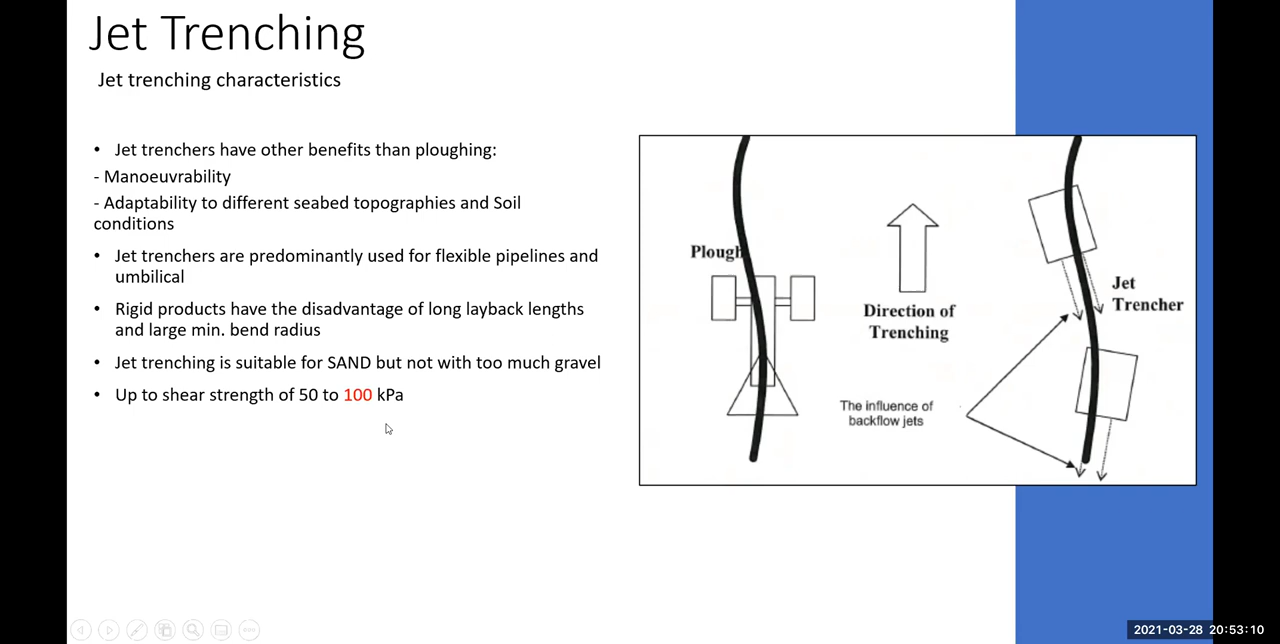 Jet Trenching
Jet trenching characteristics
• Jet trenchers have other benefits than ploughing:
- Manoeuvrability
- Adaptability to different seabed topographies and Soil
conditions
• Jet trenchers are predominantly used for flexible pipelines and
umbilical
• Rigid products have the disadvantage of long layback lengths
and large min. bend radius
• Jet trenching is suitable for SAND but not with too much gravel
• Up to shear strength of 50 to 100 kPa
Plough
Direction of
Trenching
Jet
Trencher
The influence of
backflow jets
2021-03-28 20:53:10